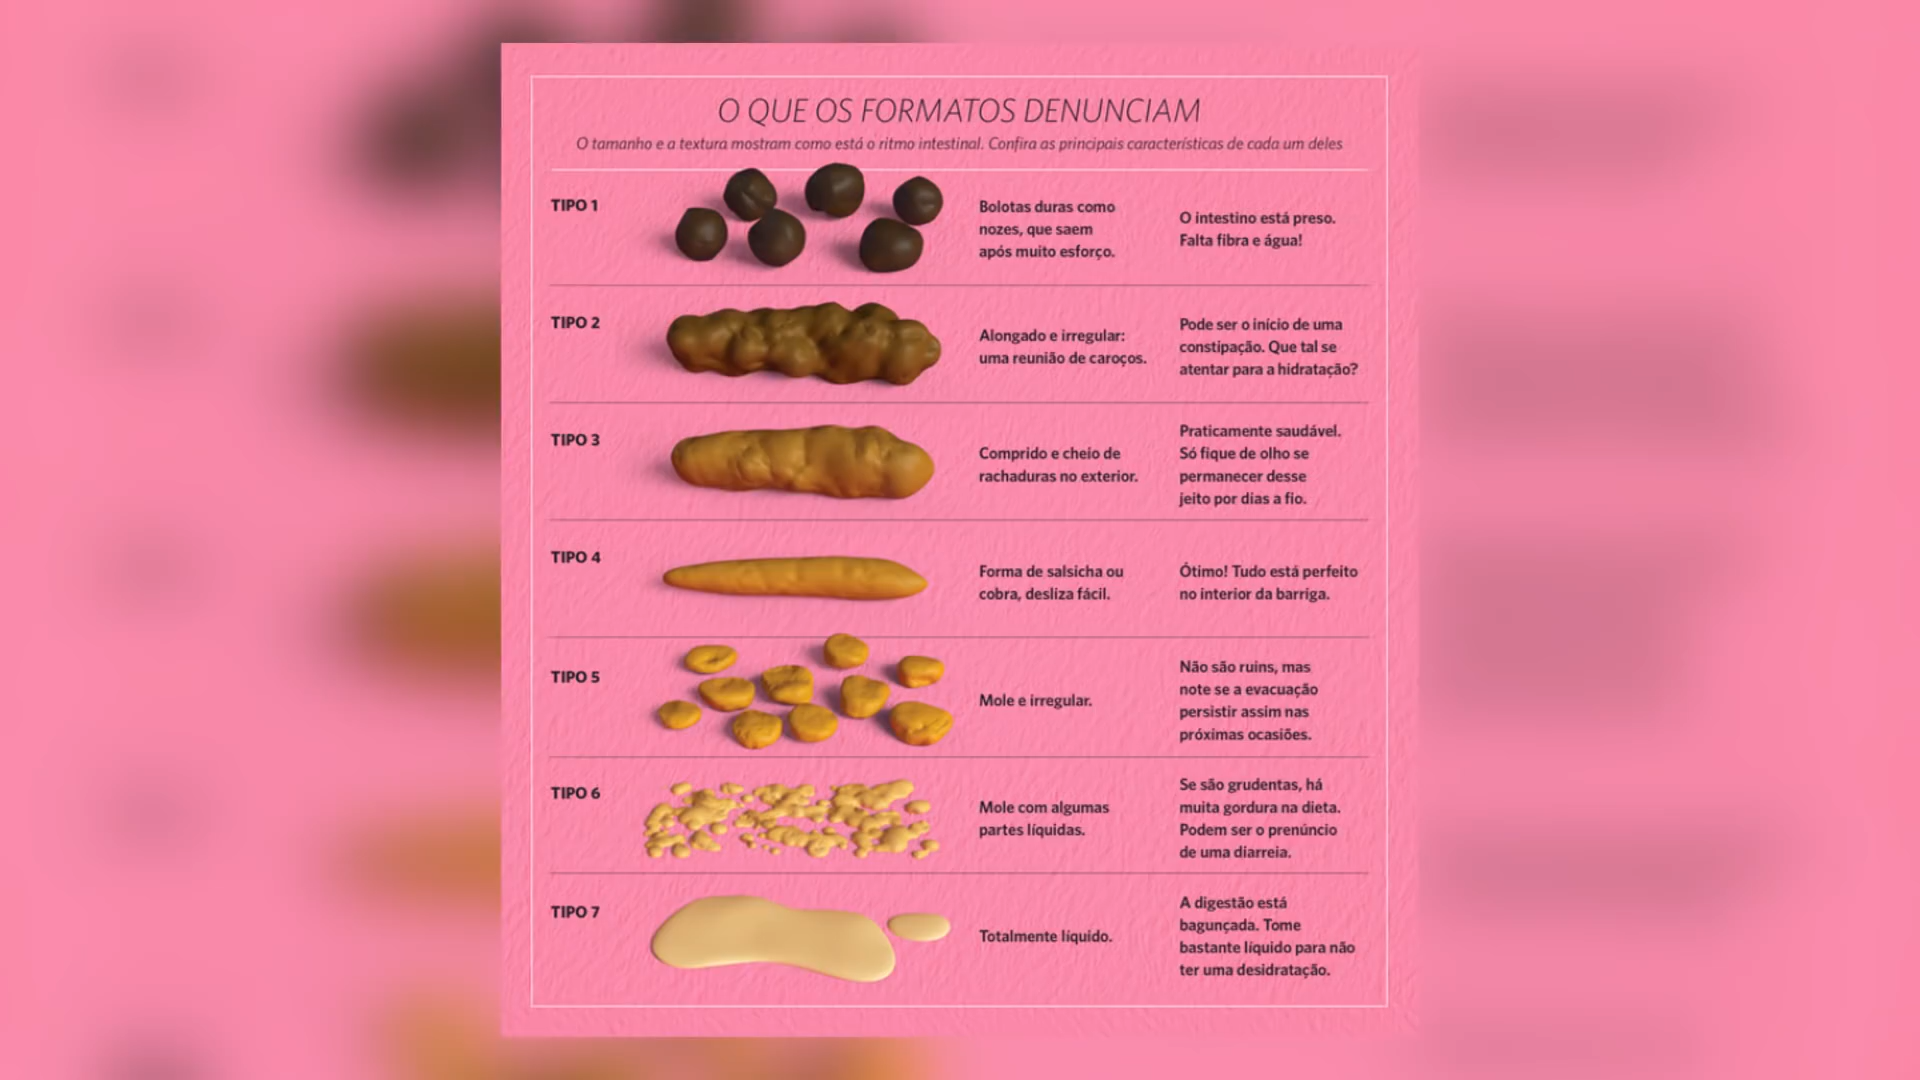 O QUE OS FORMATOS DENUNCIAM
O tamanho e a textura mostram como está o ritmo intestinal. Confira as principais características de cada um deles
TIPO 1
Bolotas duras como
nozes, que saem
após muito esforço.
O intestino está preso.
Falta fibra e água!
TIPO 2
Alongado e irregular:
uma reunião de caroços.
Pode ser o início de uma
constipação. Que tal se
atentar para a hidratação?
TIPO 3
Comprido e cheio de
rachaduras no exterior.
Praticamente saudável.
Só fique de olho se
permanecer desse
jeito por dias a fio.
TIPO 4
Forma de salsicha ou
cobra, desliza fácil.
Ótimo! Tudo está perfeito
no interior da barriga.
TIPO 5
Mole e irregular.
Não são ruins, mas
note se a evacuação
persistir assim nas
próximas ocasiões.
TIPO 6
Mole com algumas
partes líquidas.
Se são grudentas, há
muita gordura na dieta.
Podem ser o prenúncio
de uma diarreia.
TIPO 7
Totalmente líquido.
A digestão está
bagunçada. Tome
bastante líquido para não
ter uma desidratação.